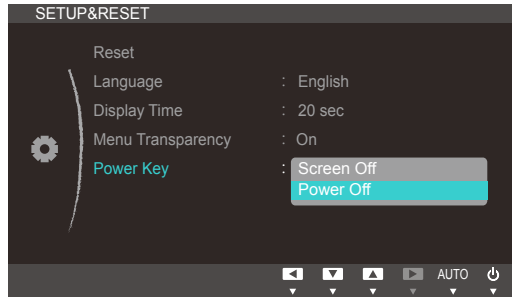 SETUP&RESET
Reset
Language : English
Display Time : 20 sec
Menu Transparency : On
Power Key : Screen Off
Power Off
AUTO